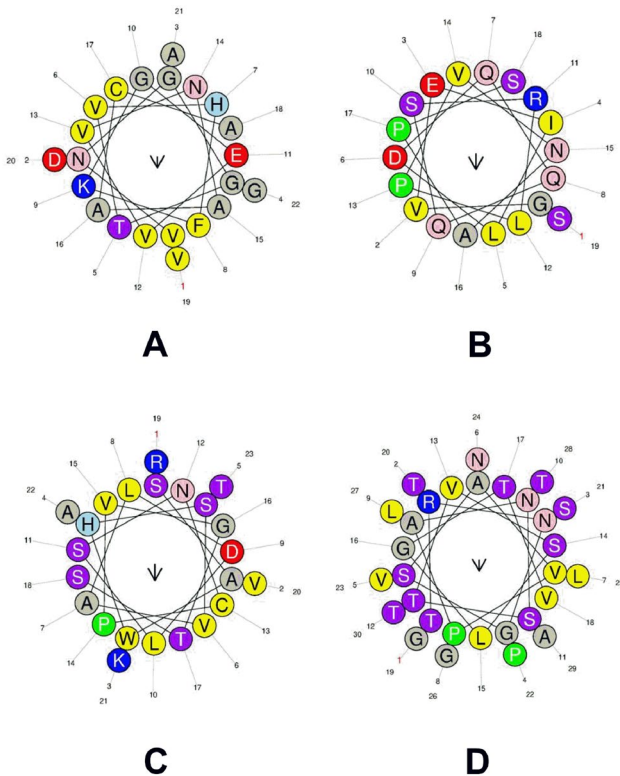 21
10 3
A
17 14
G G N
C
6 7
V H
13 18
V A
20 2 D N E 11
K G G
9 4 22
A A
16 15
T F
5 V V 8
12 V
1
19
A
14 7
3 18
V Q
E S
10 11
S R
17 4
P I
6 D N 15
P Q
13 8
G S
V
2 Q L 1
A L L 19
9 12
16 5
B
19
8 1 12
R 5
15 23
L S N T
V S
22 16
4 A H G
11 S D 9
S A V
18 2 20
A C
7 13
P V
14 W L T 6
K
3 10 17
21
C
24
13 6 17
20 N 28
2 T V A T T 10
27 R N 3
L A N S 21
9
G S 14
16
23 5 V S V L 7 2
T V
12 T T S 18
30 G P L G A 11
1 G P 29
19 8 15 4
26 22
D